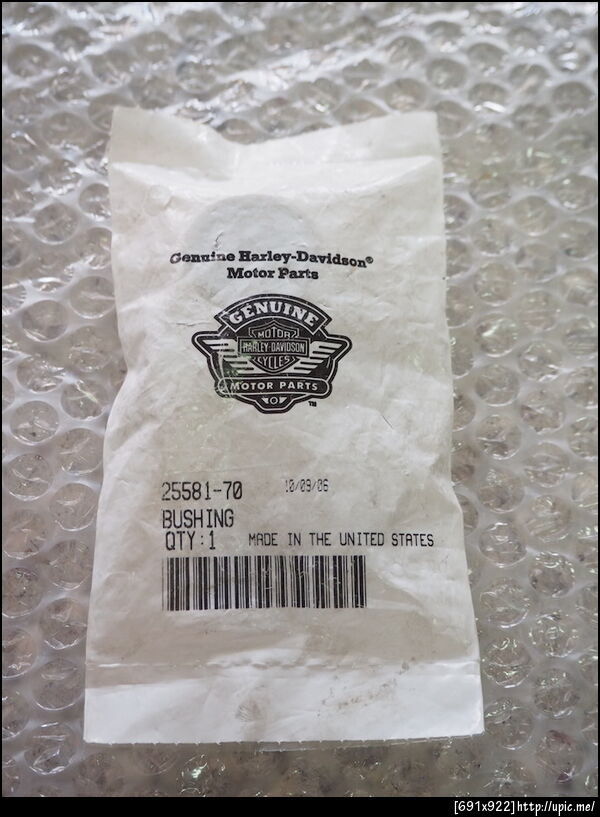 Genuine Harley-Davidson®
Motor Parts
GENUINE
MOTOR
HARLEY-DAVIDSON
CYCLES
MOTOR PARTS
TM
25581-70 10/09/06
BUSHING
QTY:1 MADE IN THE UNITED STATES
[691x922]http://upic.me/